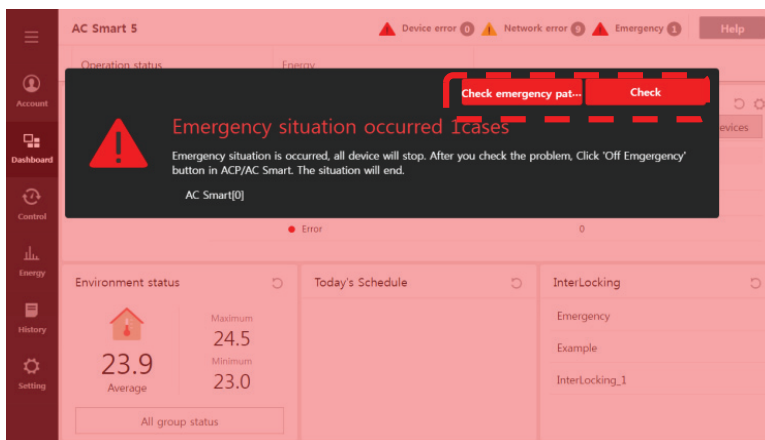 AC Smart 5
Device error 0
Network error 9
Emergency 1
Help
Operation status
Energy
Account
Dashboard
Control
Energy
History
Setting
Check emergency pat...
Check
Emergency situation occurred 1cases
Emergency situation is occurred, all device will stop. After you check the problem, Click 'Off Emgergency'
button in ACP/AC Smart. The situation will end.
AC Smart[0]
evices
Error 0
Environment status
Maximum
24.5
23.9
Average
Minimum
23.0
All group status
Today's Schedule
InterLocking
Emergency
Example
InterLocking_1